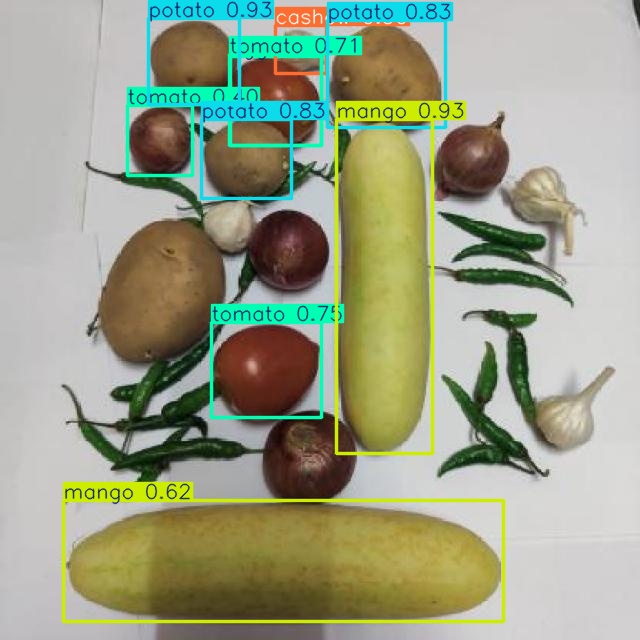 potato 0.93
potato 0.83
tomato 0.71
tomato 0.40
potato 0.83
mango 0.93
tomato 0.75
mango 0.62